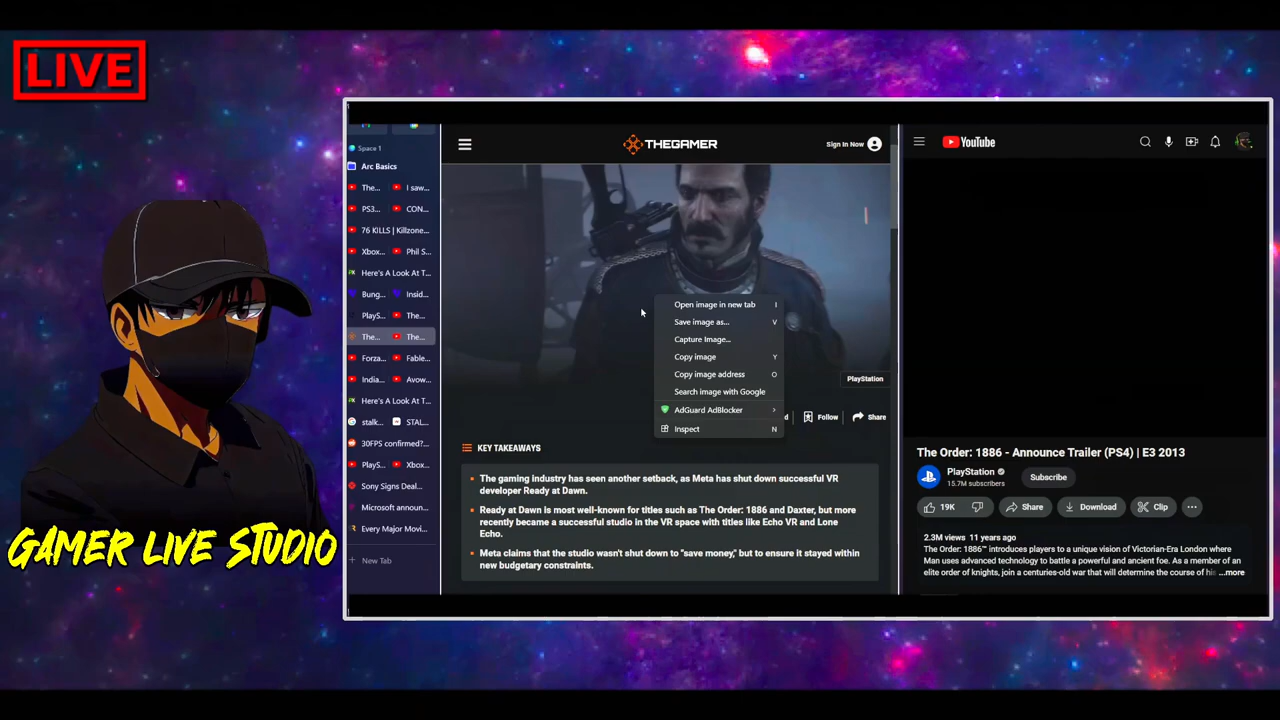 LIVE
GAMER LIVE STUDIO
Space 1
Arc Basics
The...
I saw...
PS3...
CON...
76 KILLS | Killzone...
Xbox...
Phil S...
Here's A Look At T...
Bung...
Insid...
PlayS...
The...
The...
The...
Forza...
Fable...
India...
Avow...
Here's A Look At T...
stalk...
STAL...
30FPS confirmed?...
PlayS...
Xbox...
Sony Signs Deal...
Microsoft announ...
Every Major Movi...
New Tab
THEGAMER
Sign In Now
Open image in new tab I
Save image as... V
Capture Image...
Copy image Y
Copy image address O
Search image with Google
AdGuard AdBlocker
Inspect N
PlayStation
d
Follow
Share
KEY TAKEAWAYS
The gaming industry has seen another setback, as Meta has shut down successful VR
developer Ready at Dawn.
Ready at Dawn is most well-known for titles such as The Order: 1886 and Daxter, but more
recently became a successful studio in the VR space with titles like Echo VR and Lone
Echo.
Meta claims that the studio wasn't shut down to "save money," but to ensure it stayed within
new budgetary constraints.
YouTube
The Order: 1886 - Announce Trailer (PS4) | E3 2013
PlayStation
15.7M subscribers
Subscribe
19K
Share
Download
Clip
2.3M views 11 years ago
The Order: 1886™ introduces players to a unique vision of Victorian-Era London where
Man uses advanced technology to battle a powerful and ancient foe. As a member of an
elite order of knights, join a centuries-old war that will determine the course of his ...more